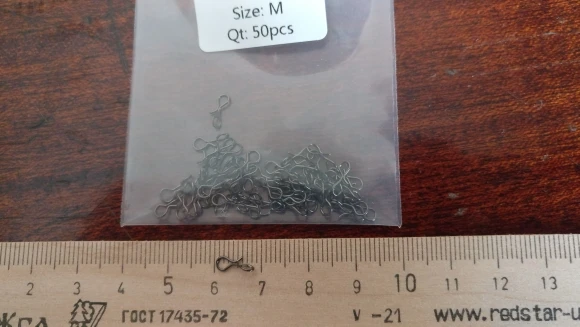 Size: M
Qt: 50pcs
2 3 4 5 6 7 8 9 10 11 12 13
ГОСТ 17435-72 V -21 www.redstar-u